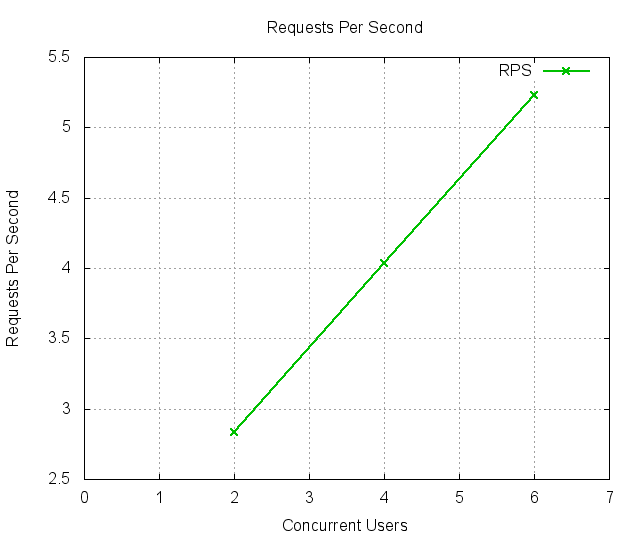 Requests Per Second
RPS
5.5
5
4.5
4
3.5
3
2.5
Requests Per Second
0 1 2 3 4 5 6 7
Concurrent Users